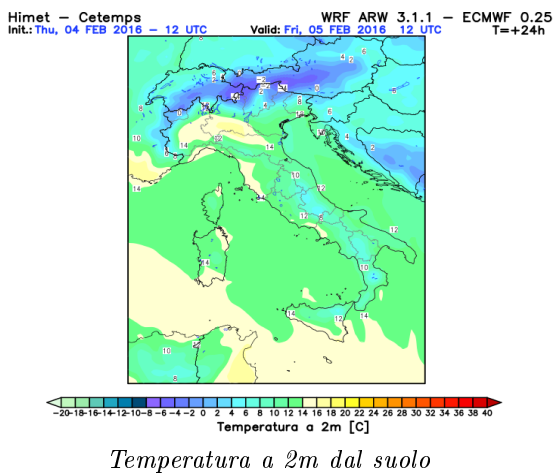 Himet – Cetemps WRF ARW 3.1.1 – ECMWF 0.25
Init.: Thu, 04 FEB 2016 – 12 UTC Valid: Fri, 05 FEB 2016 12 UTC T=+24h
-20 -18 -16 -14 -12 -10 -8 -6 -4 -2 0 2 4 6 8 10 12 14 16 18 20 22 24 26 28 30 32 34 36 38 40
Temperatura a 2m [C]
Temperatura a 2m dal suolo